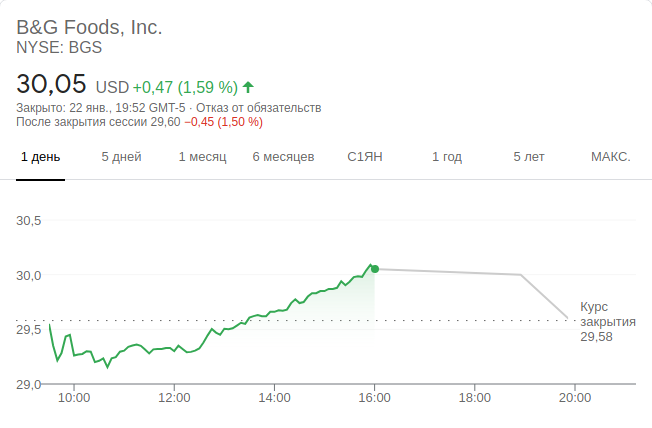 B&G Foods, Inc.
NYSE: BGS
30,05 USD +0,47 (1,59 %)
Закрыто: 22 янв., 19:52 GMT-5 · Отказ от обязательств
После закрытия сессии 29,60 −0,45 (1,50 %)
1 день 5 дней 1 месяц 6 месяцев С1ЯН 1 год 5 лет МАКС.
30,5
30,0
Курс
закрытия
29,58
29,5
29,0
10:00 12:00 14:00 16:00 18:00 20:00